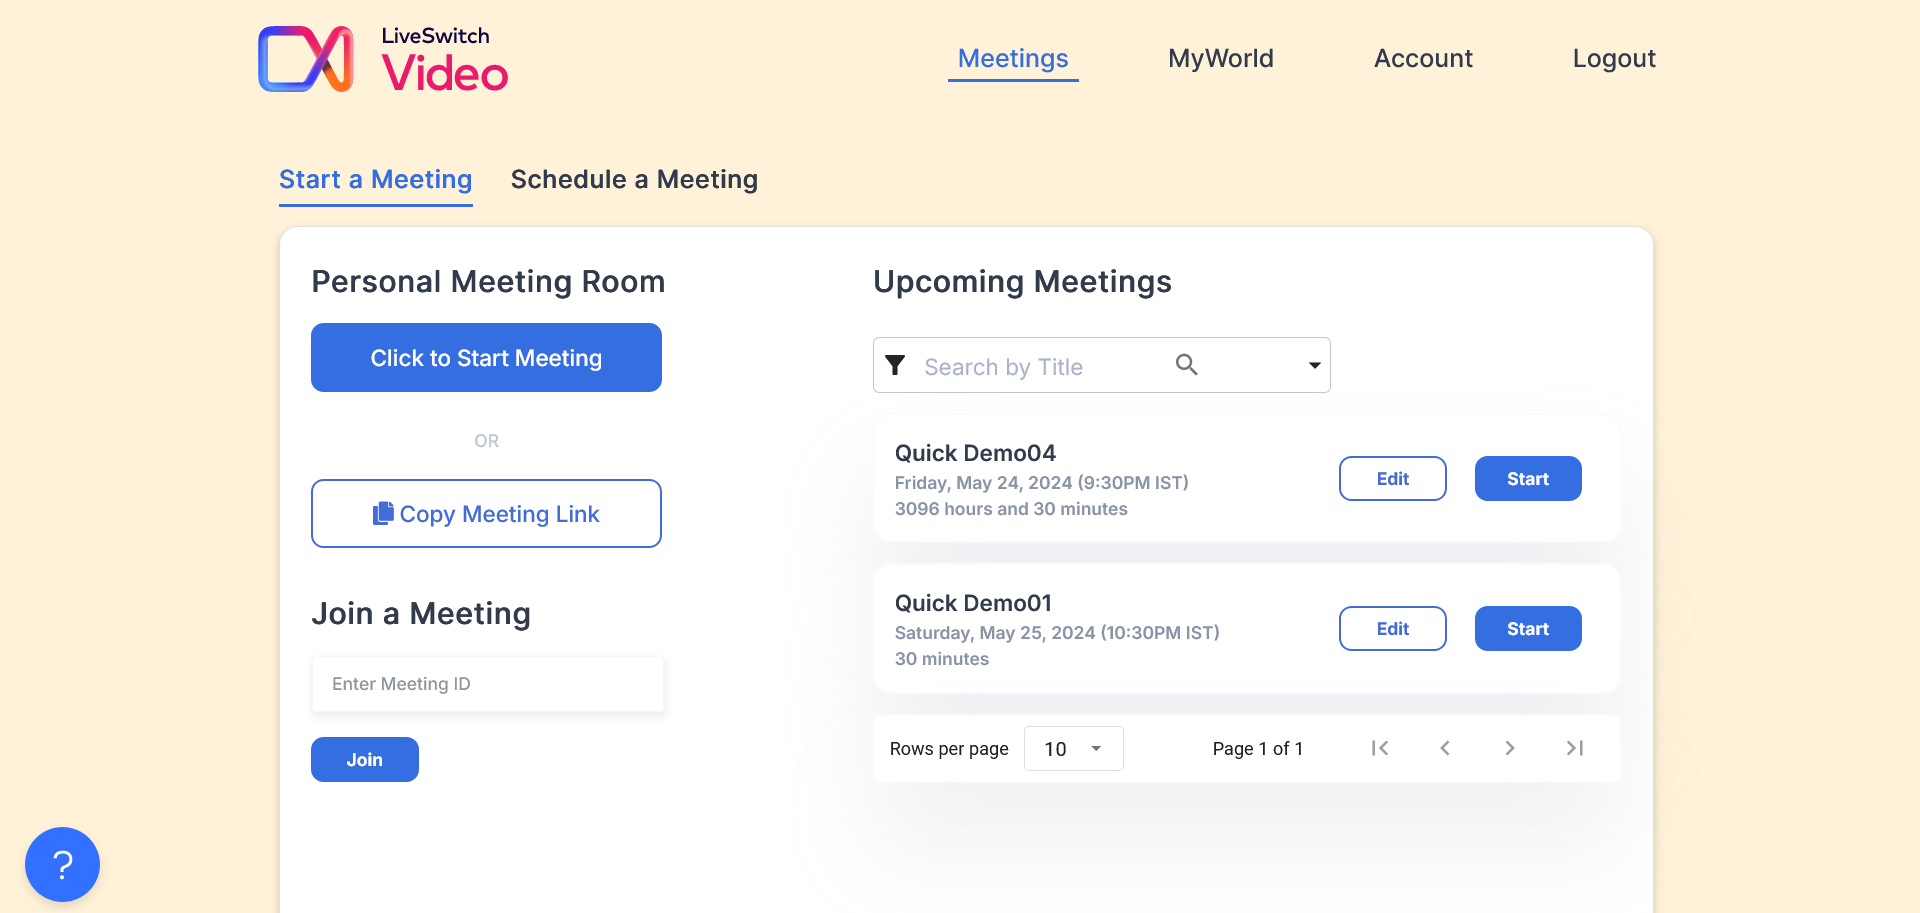 LiveSwitch
Video
Meetings
MyWorld
Account
Logout
Start a Meeting
Schedule a Meeting
Personal Meeting Room
Click to Start Meeting
OR
Copy Meeting Link
Join a Meeting
Enter Meeting ID
Join
Upcoming Meetings
Search by Title
Quick Demo04
Friday, May 24, 2024 (9:30PM IST)
3096 hours and 30 minutes
Edit
Start
Quick Demo01
Saturday, May 25, 2024 (10:30PM IST)
30 minutes
Edit
Start
Rows per page
10
Page 1 of 1
?